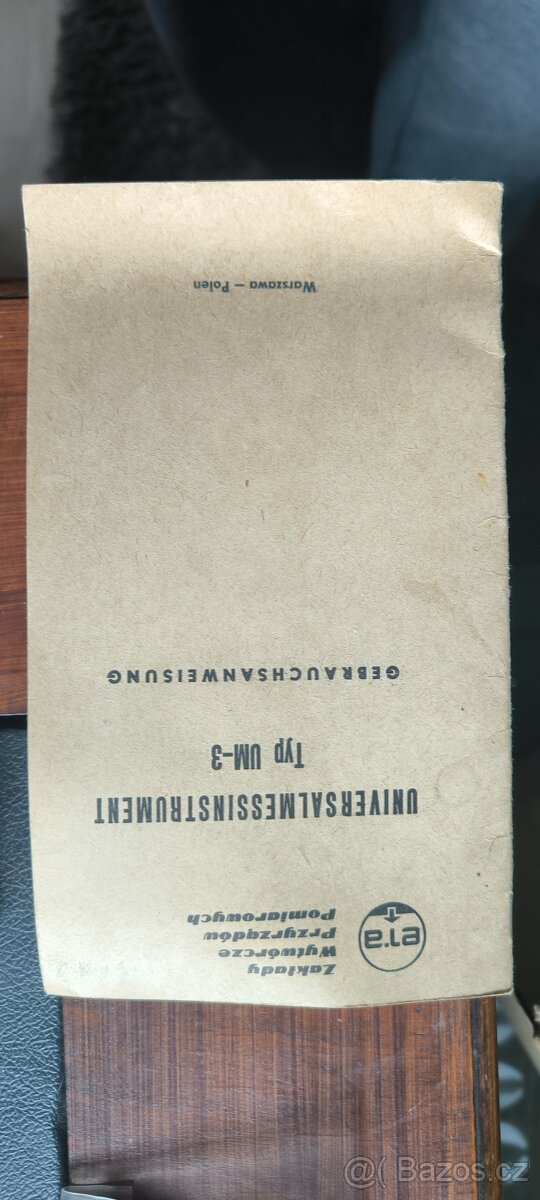 era
Zakłady
Wytwórcze
Przyrządów
Pomiarowych
UNIVERSALMESSINSTRUMENT
Typ UM-3
GEBRAUCHSANWEISUNG
Warszawa — Polen
@ Bazos.cz